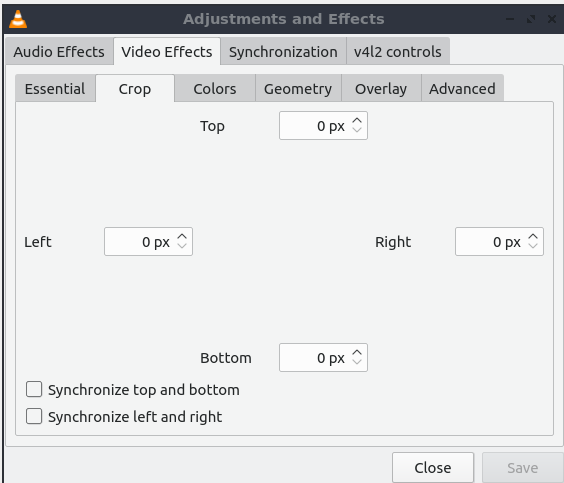 Adjustments and Effects
Audio Effects Video Effects Synchronization v4l2 controls
Essential Crop Colors Geometry Overlay Advanced
Top 0 px
Left 0 px Right 0 px
Bottom 0 px
Synchronize top and bottom
Synchronize left and right
Close Save